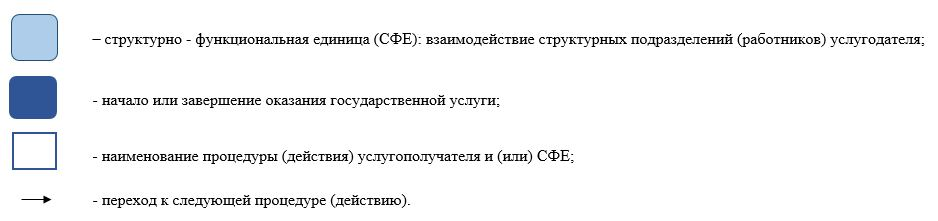 – структурно - функциональная единица (СФЕ): взаимодействие структурных подразделений (работников) услугодателя;
- начало или завершение оказания государственной услуги;
- наименование процедуры (действия) услугополучателя и (или) СФЕ;
- переход к следующей процедуре (действию).